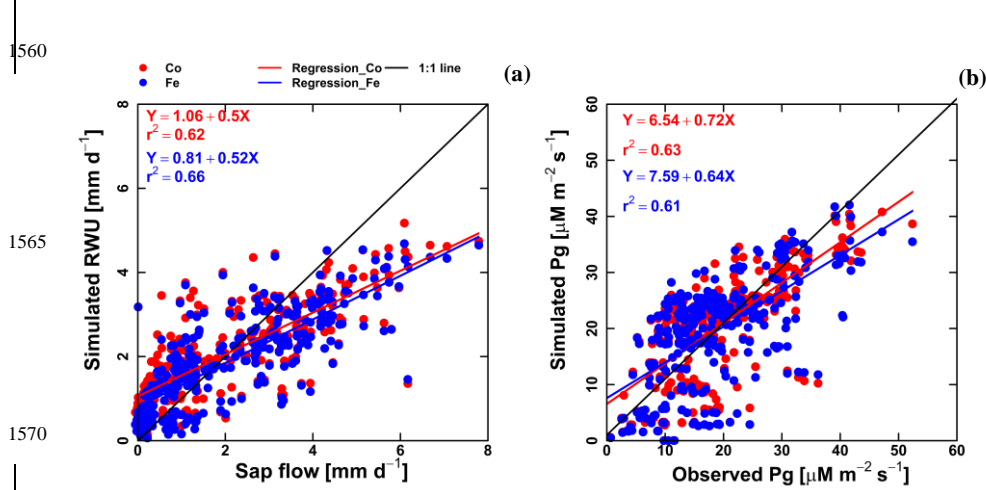 1560
Co
Fe
Regression_Co
Regression_Fe
1:1 line
(a)
Y = 1.06 + 0.5X
r² = 0.62
Y = 0.81 + 0.52X
r² = 0.66
8
6
4
2
0
Simulated RWU [mm d⁻¹]
0 2 4 6 8
Sap flow [mm d⁻¹]
(b)
Y = 6.54 + 0.72X
r² = 0.63
Y = 7.59 + 0.64X
r² = 0.61
60
50
40
30
20
10
0
Simulated Pg [μM m⁻² s⁻¹]
0 10 20 30 40 50 60
Observed Pg [μM m⁻² s⁻¹]
1565
1570